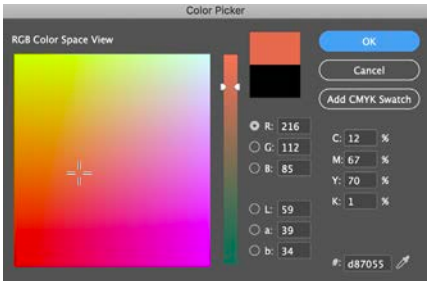 Color Picker
RGB Color Space View
OK
Cancel
Add CMYK Swatch
R: 216
G: 112
B: 85
L: 59
a: 39
b: 34
C: 12 %
M: 67 %
Y: 70 %
K: 1 %
#: d87055